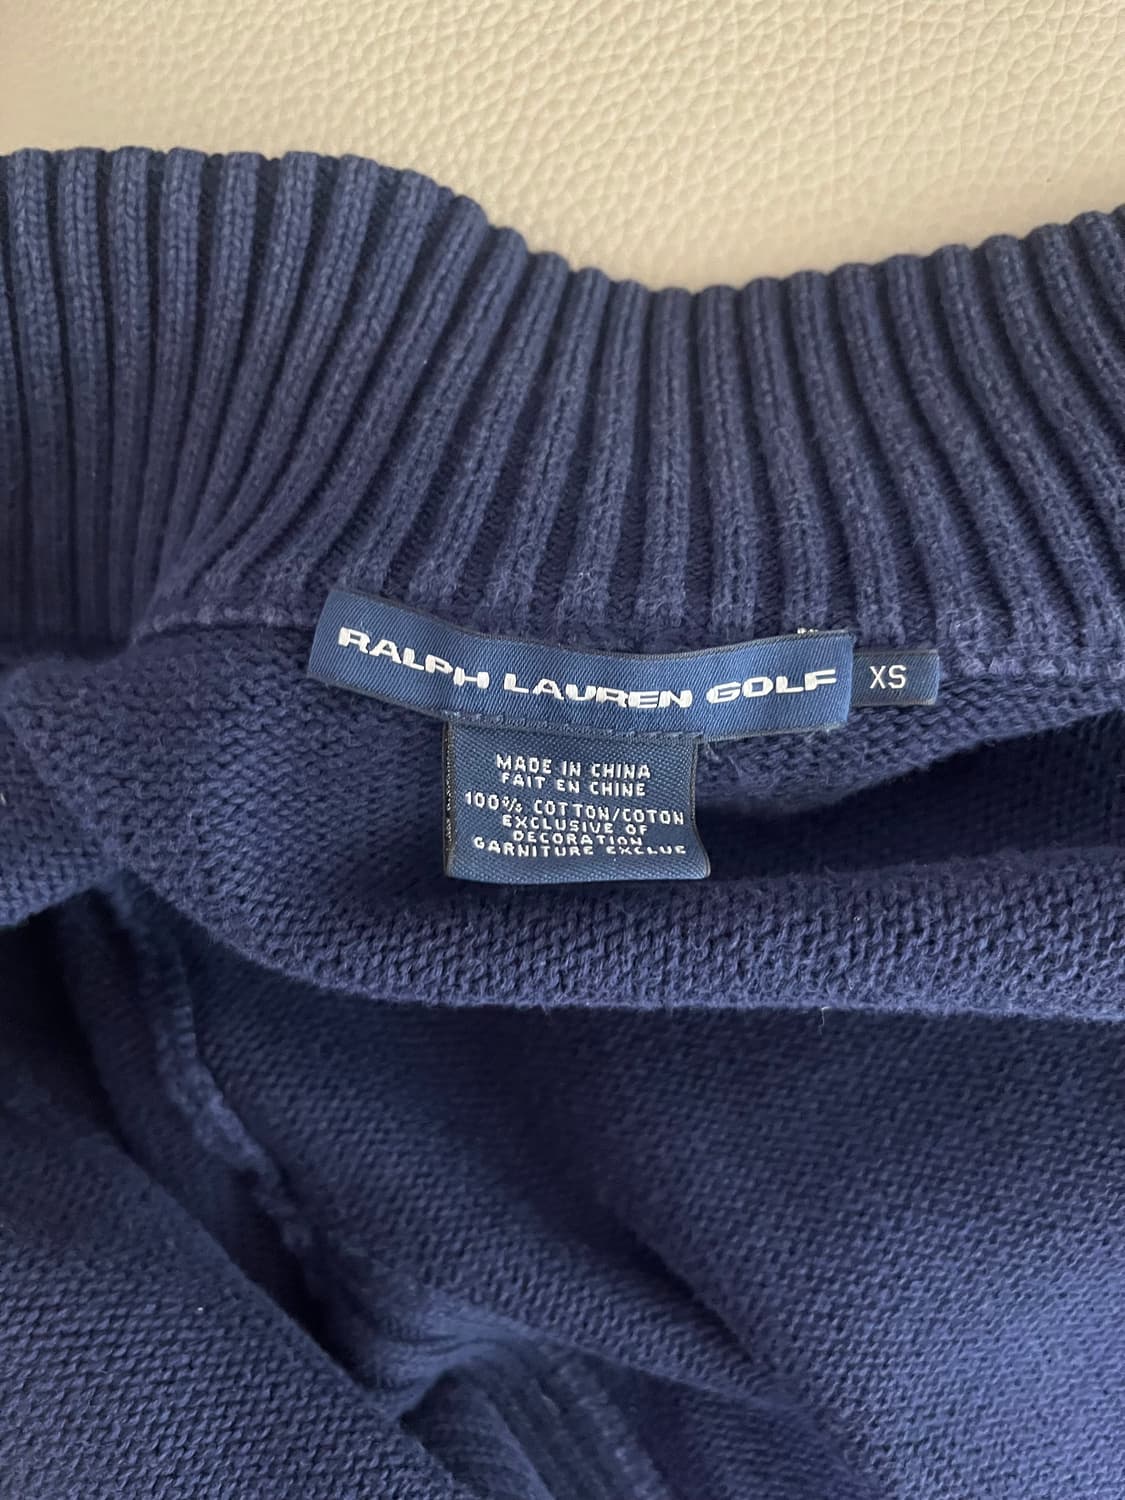 RALPH LAUREN GOLF
XS
MADE IN CHINA
FAIT EN CHINE
100% COTTON/COTON
EXCLUSIVE OF
DECORATION
GARNITURE EXCLUE